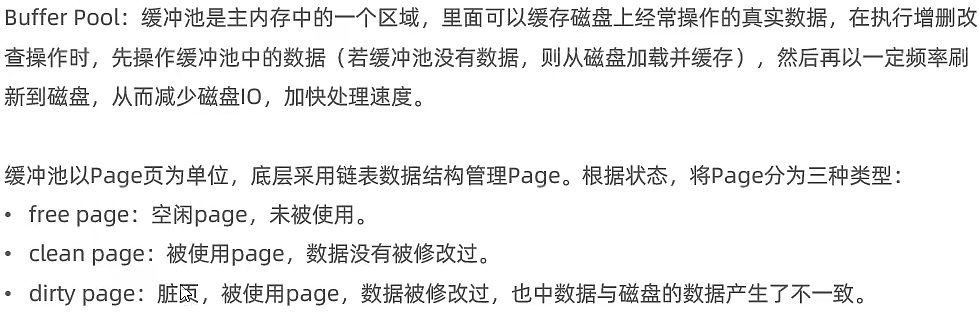 Buffer Pool：缓冲池是主内存中的一个区域，里面可以缓存磁盘上经常操作的真实数据，在执行增删改
查操作时，先操作缓冲池中的数据（若缓冲池没有数据，则从磁盘加载并缓存），然后再以一定频率刷
新到磁盘，从而减少磁盘IO，加快处理速度。
缓冲池以Page页为单位，底层采用链表数据结构管理Page。根据状态，将Page分为三种类型：
• free page：空闲page，未被使用。
• clean page：被使用page，数据没有被修改过。
• dirty page：脏页，被使用page，数据被修改过，也中数据与磁盘的数据产生了不一致。